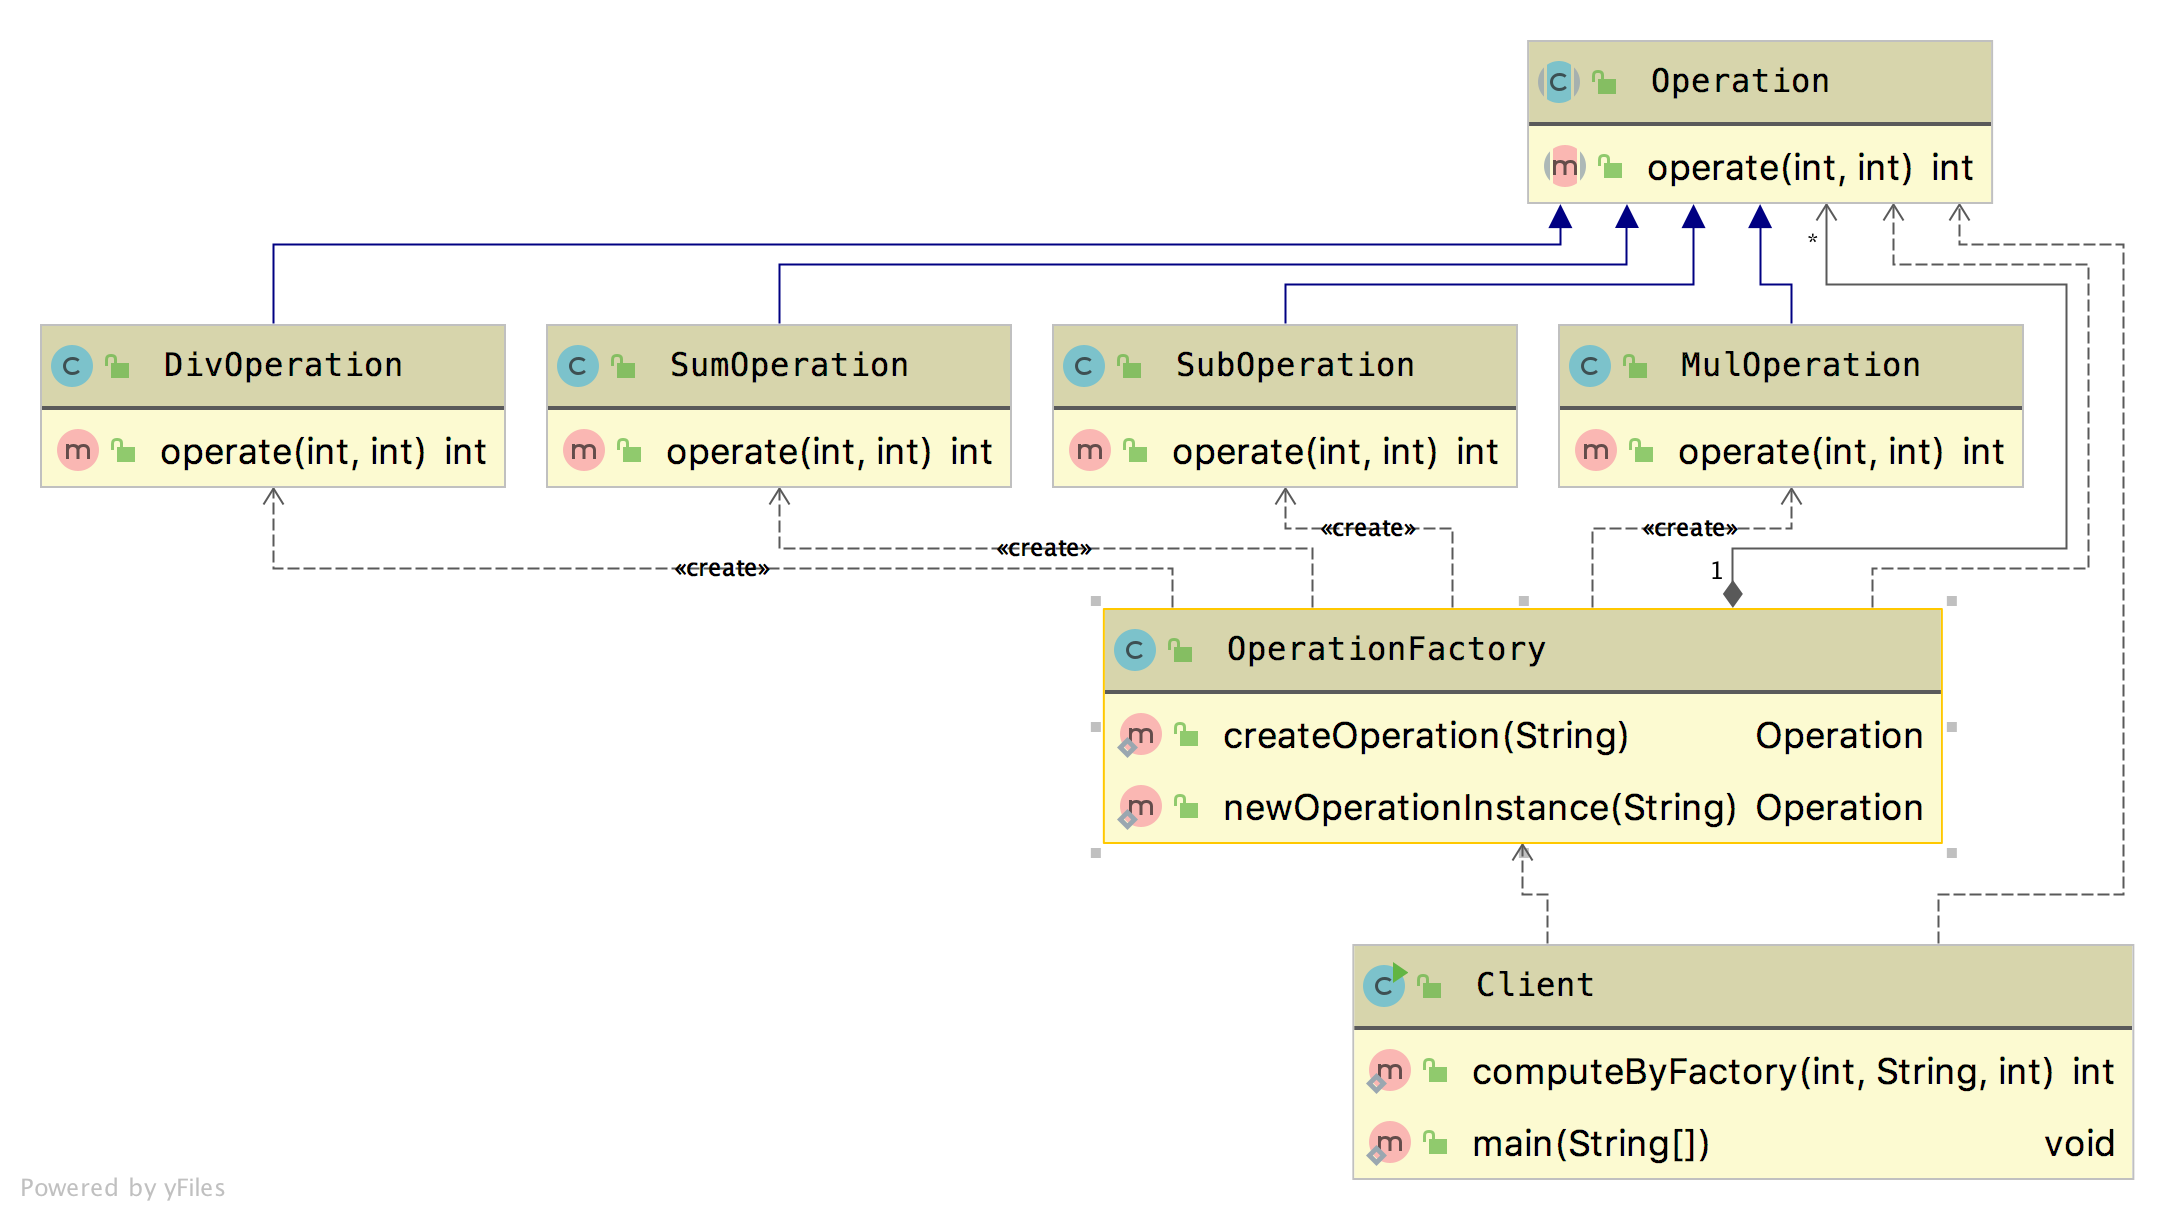 Operation
operate(int, int) int
*
DivOperation
operate(int, int) int
SumOperation
operate(int, int) int
SubOperation
operate(int, int) int
MulOperation
operate(int, int) int
«create»
«create»
«create»
«create»
1
OperationFactory
createOperation(String) Operation
newOperationInstance(String) Operation
Client
computeByFactory(int, String, int) int
main(String[]) void
Powered by yFiles